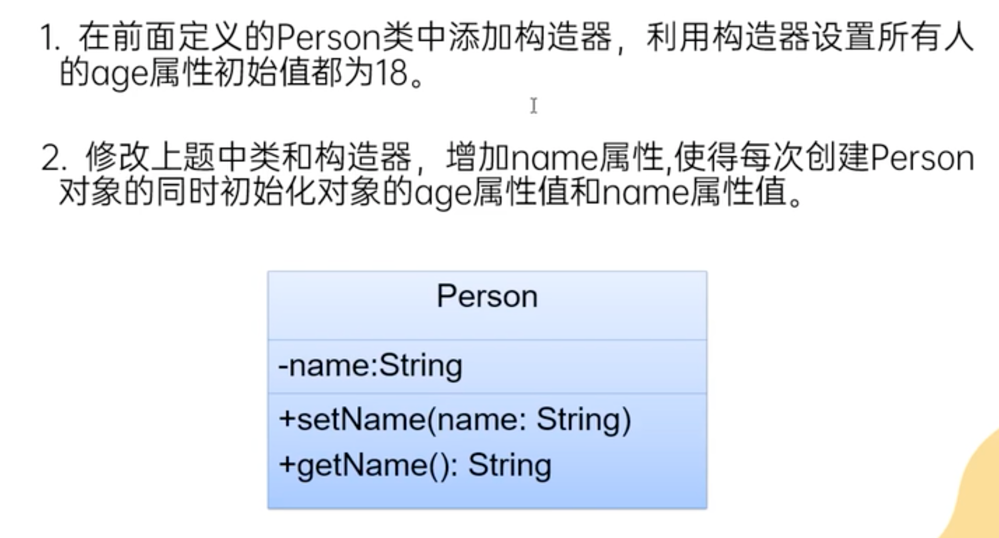 1. 在前面定义的Person类中添加构造器，利用构造器设置所有人
的age属性初始值都为18。
2. 修改上题中类和构造器，增加name属性,使得每次创建Person
对象的同时初始化对象的age属性值和name属性值。
Person
-name:String
+setName(name: String)
+getName(): String